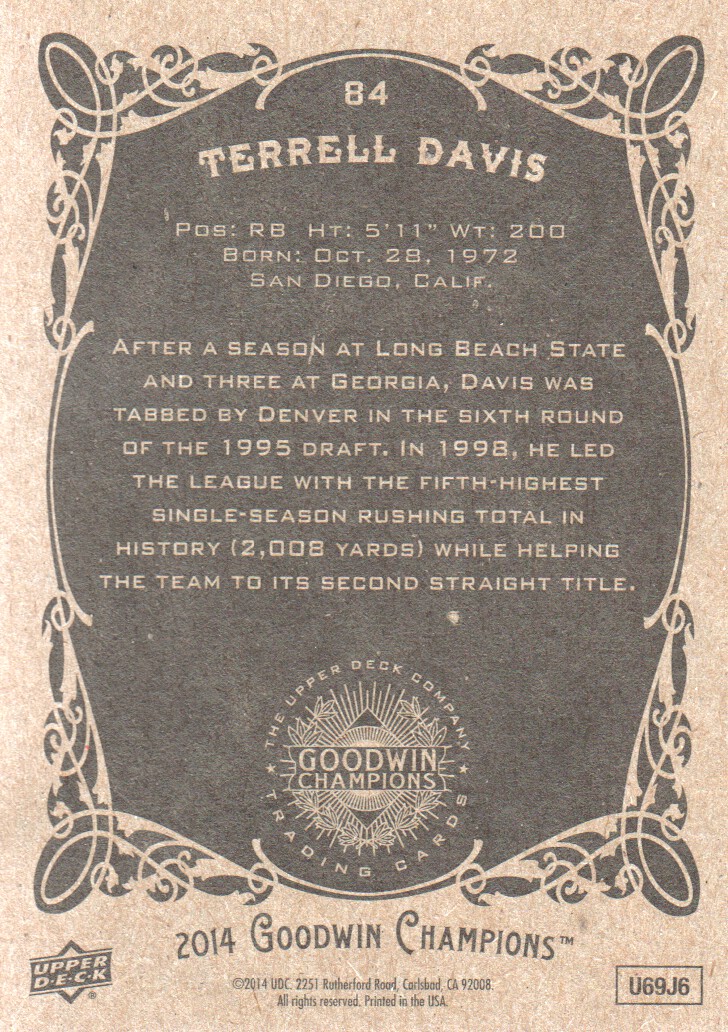 84
TERRELL DAVIS
POS: RB HT: 5'11" WT: 200
BORN: OCT. 28, 1972
SAN DIEGO, CALIF.
AFTER A SEASON AT LONG BEACH STATE
AND THREE AT GEORGIA, DAVIS WAS
TABBED BY DENVER IN THE SIXTH ROUND
OF THE 1995 DRAFT. IN 1998, HE LED
THE LEAGUE WITH THE FIFTH-HIGHEST
SINGLE-SEASON RUSHING TOTAL IN
HISTORY (2,008 YARDS) WHILE HELPING
THE TEAM TO ITS SECOND STRAIGHT TITLE.
THE UPPER DECK COMPANY
GOODWIN
CHAMPIONS
★ TRADING CARDS ★
2014 GOODWIN CHAMPIONS™
UPPER
D·E·C·K
®
©2014 UDC. 2251 Rutherford Road, Carlsbad, CA 92008.
All rights reserved. Printed in the USA.
U69J6